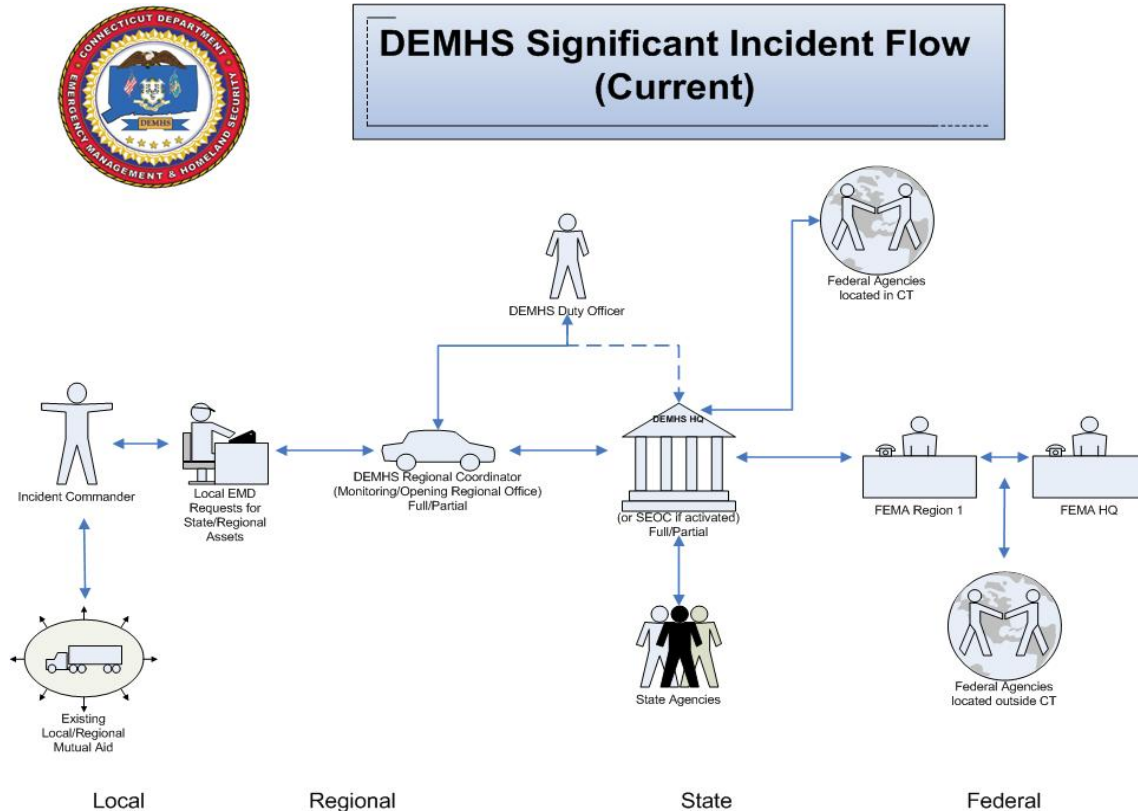 CONNECTICUT DEPARTMENT
EMERGENCY MANAGEMENT & HOMELAND SECURITY
DEMHS
DEMHS Significant Incident Flow
(Current)
Federal Agencies
located in CT
DEMHS Duty Officer
DEMHS HQ
Incident Commander
Local EMD
Requests for
State/Regional
Assets
DEMHS Regional Coordinator
(Monitoring/Opening Regional Office)
Full/Partial
(or SEOC if activated)
Full/Partial
FEMA Region 1
FEMA HQ
Existing
Local/Regional
Mutual Aid
State Agencies
Federal Agencies
located outside CT
Local
Regional
State
Federal